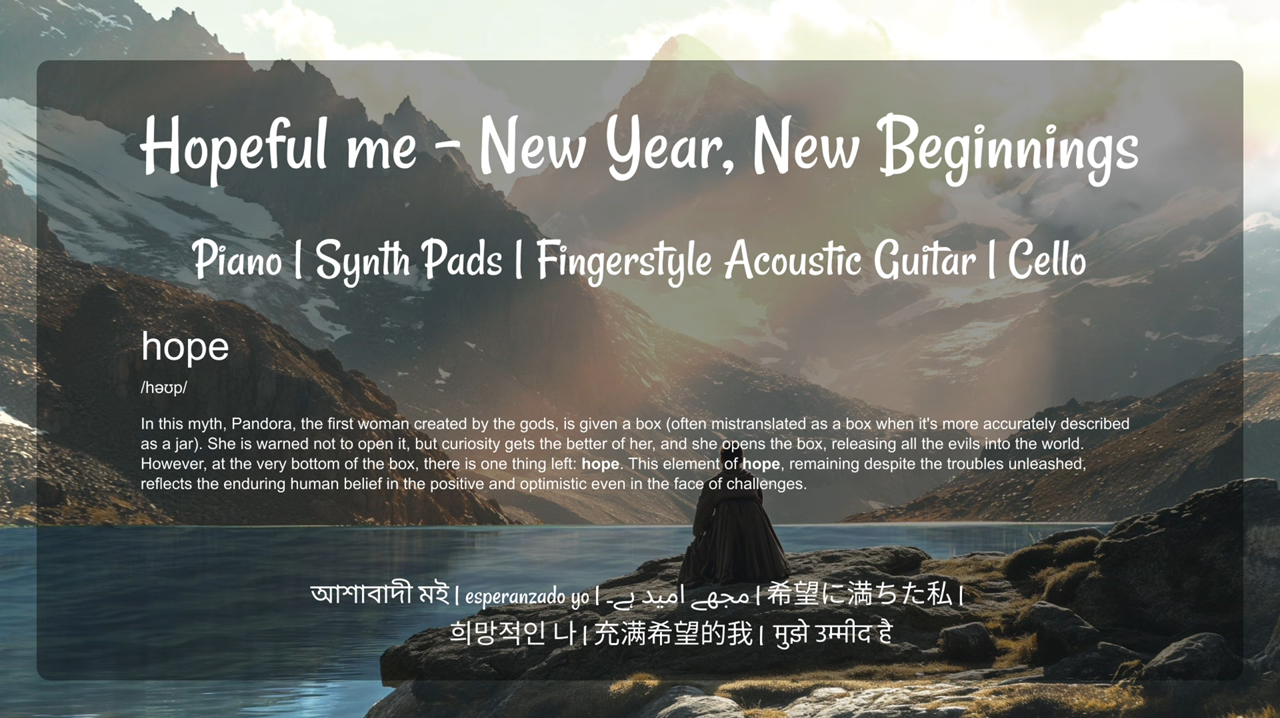 Hopeful me - New Year, New Beginnings
Piano | Synth Pads | Fingerstyle Acoustic Guitar | Cello
hope
/həʊp/
In this myth, Pandora, the first woman created by the gods, is given a box (often mistranslated as a box when it's more accurately described
as a jar). She is warned not to open it, but curiosity gets the better of her, and she opens the box, releasing all the evils into the world.
However, at the very bottom of the box, there is one thing left: hope. This element of hope, remaining despite the troubles unleashed,
reflects the enduring human belief in the positive and optimistic even in the face of challenges.
আশাবাদী মই | esperanzado yo | مجھے امید ہے۔ | 希望に満ちた私 |
희망적인 나 | 充满希望的我 | मुझे उम्मीद है